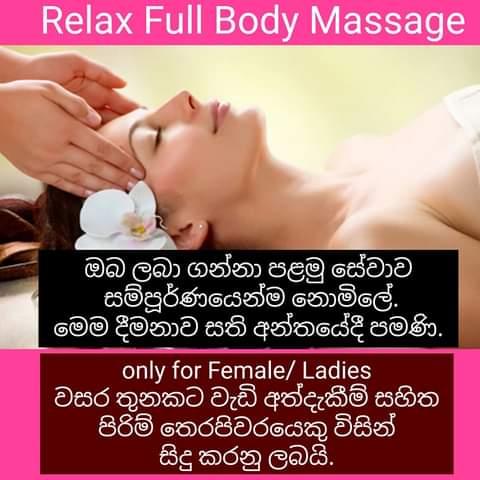 Relax Full Body Massage
ඔබ ලබා ගන්නා පළමු සේවාව
සම්පූර්ණයෙන්ම නොමිලේ.
මෙම දීමනාව සති අන්තයේදී පමණි.
only for Female/ Ladies
වසර තුනකට වැඩි අත්දැකීම් සහිත
පිරිමි තෙරපිවරයෙකු විසින්
සිදු කරනු ලබයි.